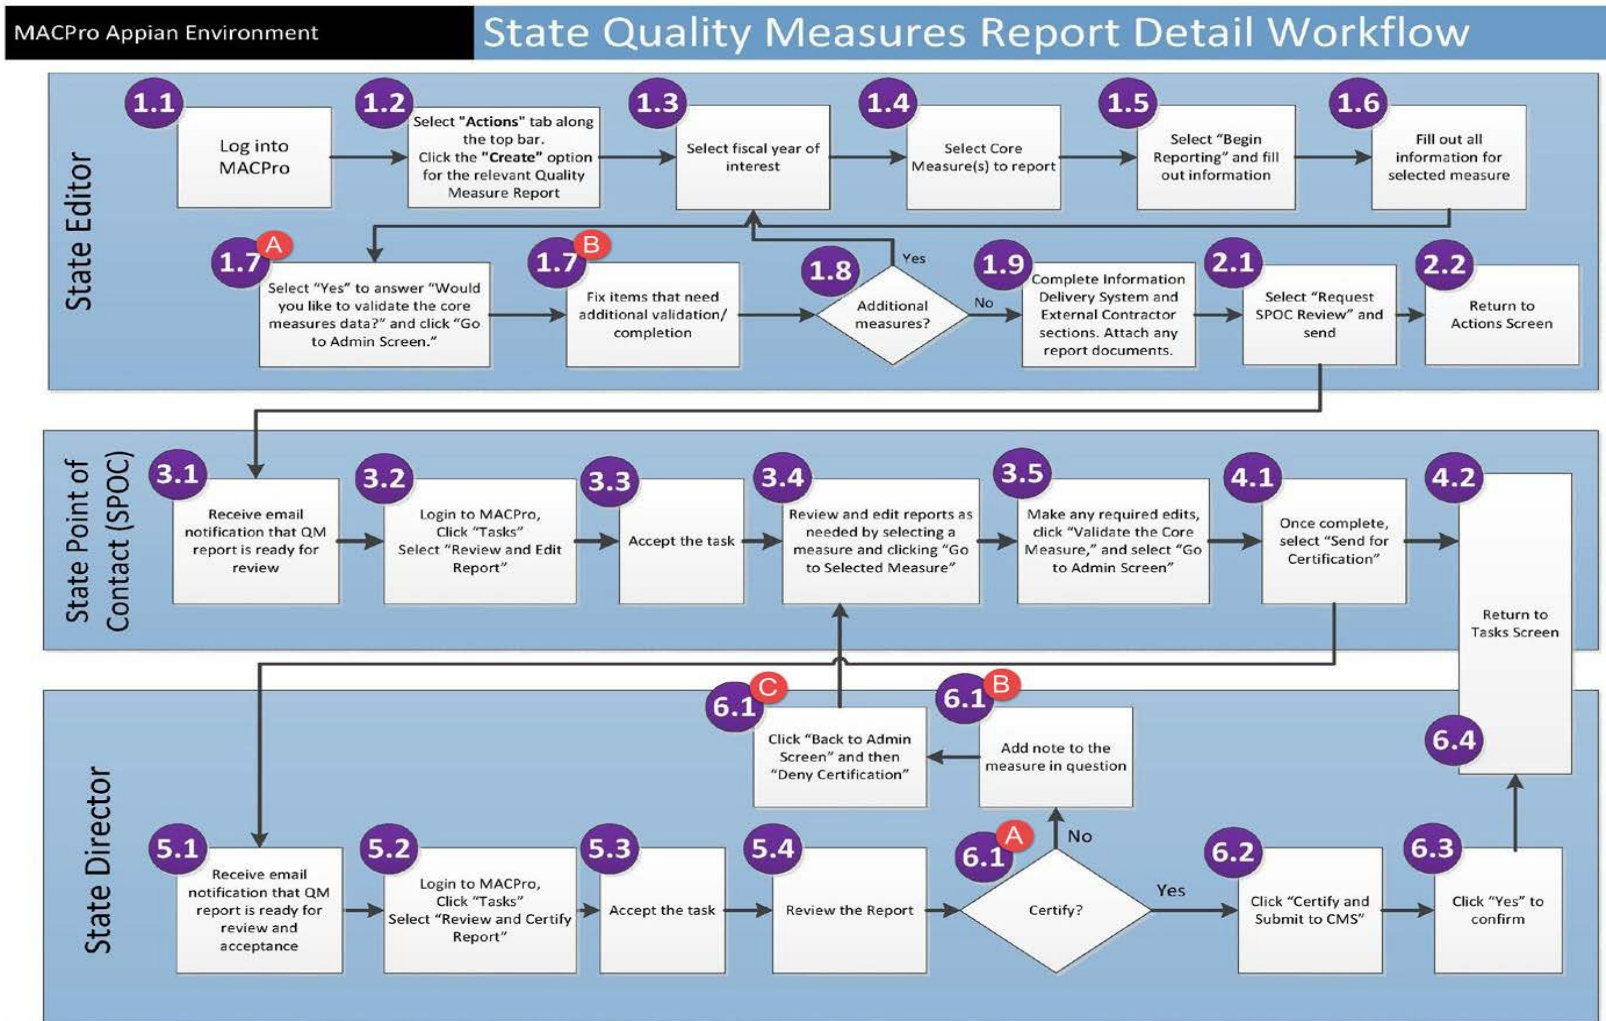 MACPro Appian Environment
State Quality Measures Report Detail Workflow
State Editor
1.1
Log into
MACPro
1.2
Select "Actions" tab along
the top bar.
Click the "Create" option
for the relevant Quality
Measure Report
1.3
Select fiscal year of
interest
1.4
Select Core
Measure(s) to report
1.5
Select “Begin
Reporting” and fill
out information
1.6
Fill out all
information for
selected measure
1.7
A
Select “Yes” to answer “Would
you like to validate the core
measures data?” and click “Go
to Admin Screen.”
1.7
B
Fix items that need
additional validation/
completion
1.8
Additional
measures?
Yes
No
1.9
Complete Information
Delivery System and
External Contractor
sections. Attach any
report documents.
2.1
Select “Request
SPOC Review” and
send
2.2
Return to
Actions Screen
State Point of
Contact (SPOC)
3.1
Receive email
notification that QM
report is ready for
review
3.2
Login to MACPro,
Click “Tasks”
Select “Review and Edit
Report”
3.3
Accept the task
3.4
Review and edit reports as
needed by selecting a
measure and clicking “Go
to Selected Measure”
3.5
Make any required edits,
click “Validate the Core
Measure,” and select “Go
to Admin Screen”
4.1
Once complete,
select “Send for
Certification”
4.2
Return to
Tasks Screen
6.4
State Director
6.1
C
Click “Back to Admin
Screen” and then
“Deny Certification”
6.1
B
Add note to the
measure in question
5.1
Receive email
notification that QM
report is ready for
review and
acceptance
5.2
Login to MACPro,
Click “Tasks”
Select “Review and Certify
Report”
5.3
Accept the task
5.4
Review the Report
6.1
A
Certify?
No
Yes
6.2
Click “Certify and
Submit to CMS”
6.3
Click “Yes” to
confirm